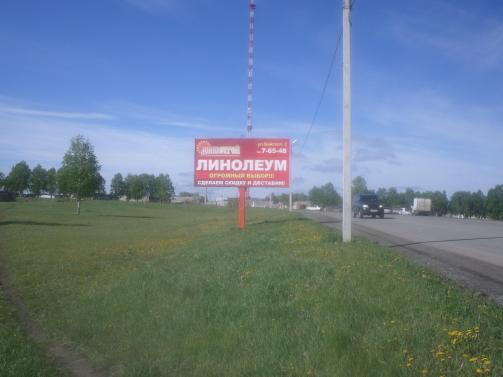 7-65-48
ЛИНОЛЕУМ
ОГРОМНЫЙ ВЫБОР!!!
СДЕЛАЕМ СКИДКУ И ДОСТАВИМ!